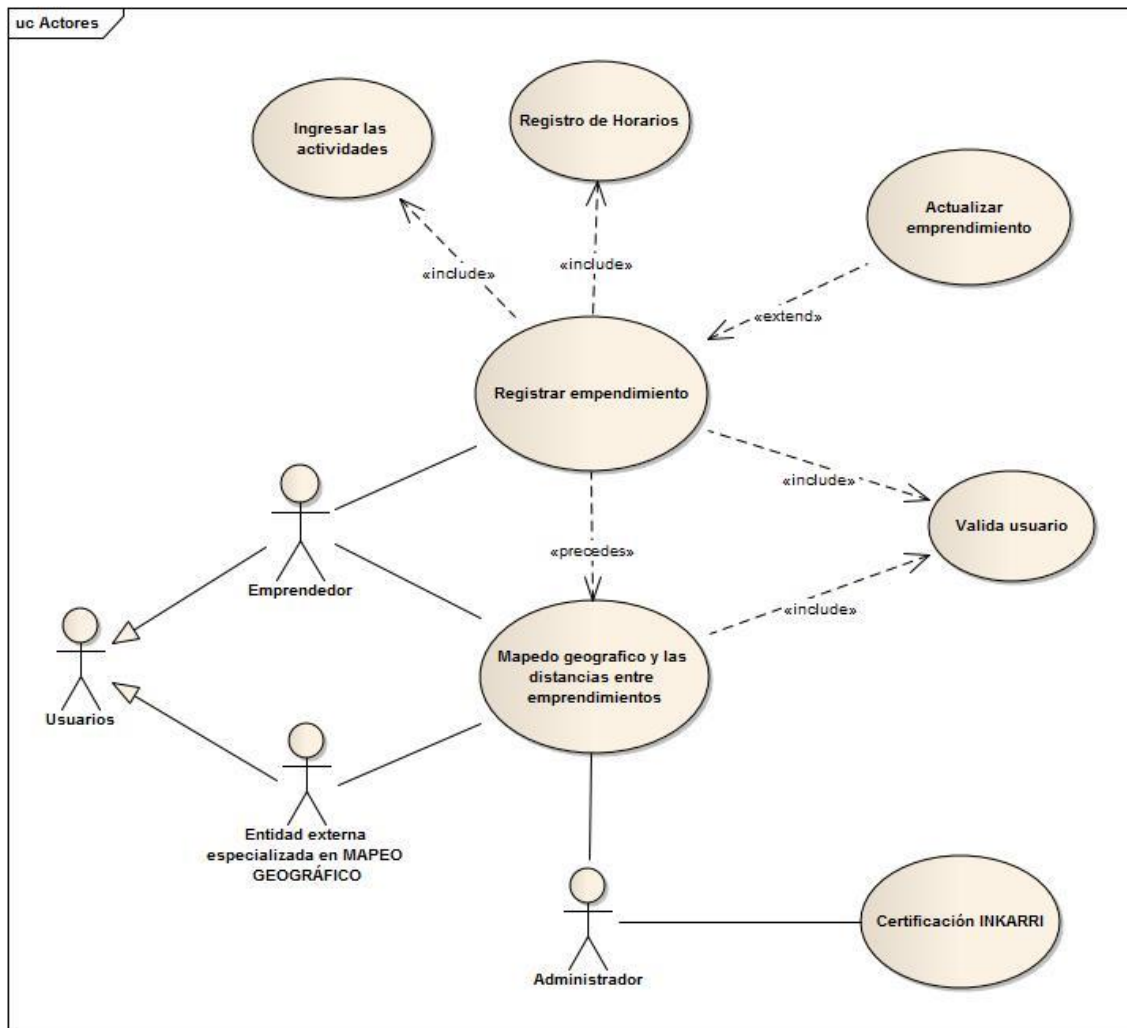 uc Actores
Ingresar las
actividades
Registro de Horarios
Actualizar
emprendimiento
«include»
«include»
«extend»
Registrar empendimiento
«include»
Valida usuario
«precedes»
Emprendedor
«include»
Mapedo geografico y las
distancias entre
emprendimientos
Usuarios
Entidad externa
especializada en MAPEO
GEOGRÁFICO
Certificación INKARRI
Administrador